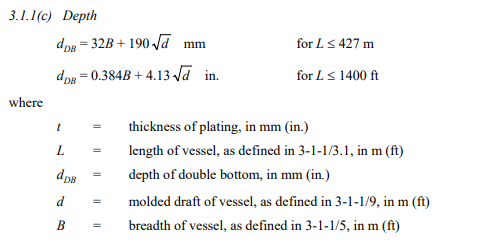 3.1.1(c) Depth
d_DB = 32B + 190√d mm for L ≤ 427 m
d_DB = 0.384B + 4.13√d in. for L ≤ 1400 ft
where
t = thickness of plating, in mm (in.)
L = length of vessel, as defined in 3-1-1/3.1, in m (ft)
d_DB = depth of double bottom, in mm (in.)
d = molded draft of vessel, as defined in 3-1-1/9, in m (ft)
B = breadth of vessel, as defined in 3-1-1/5, in m (ft)